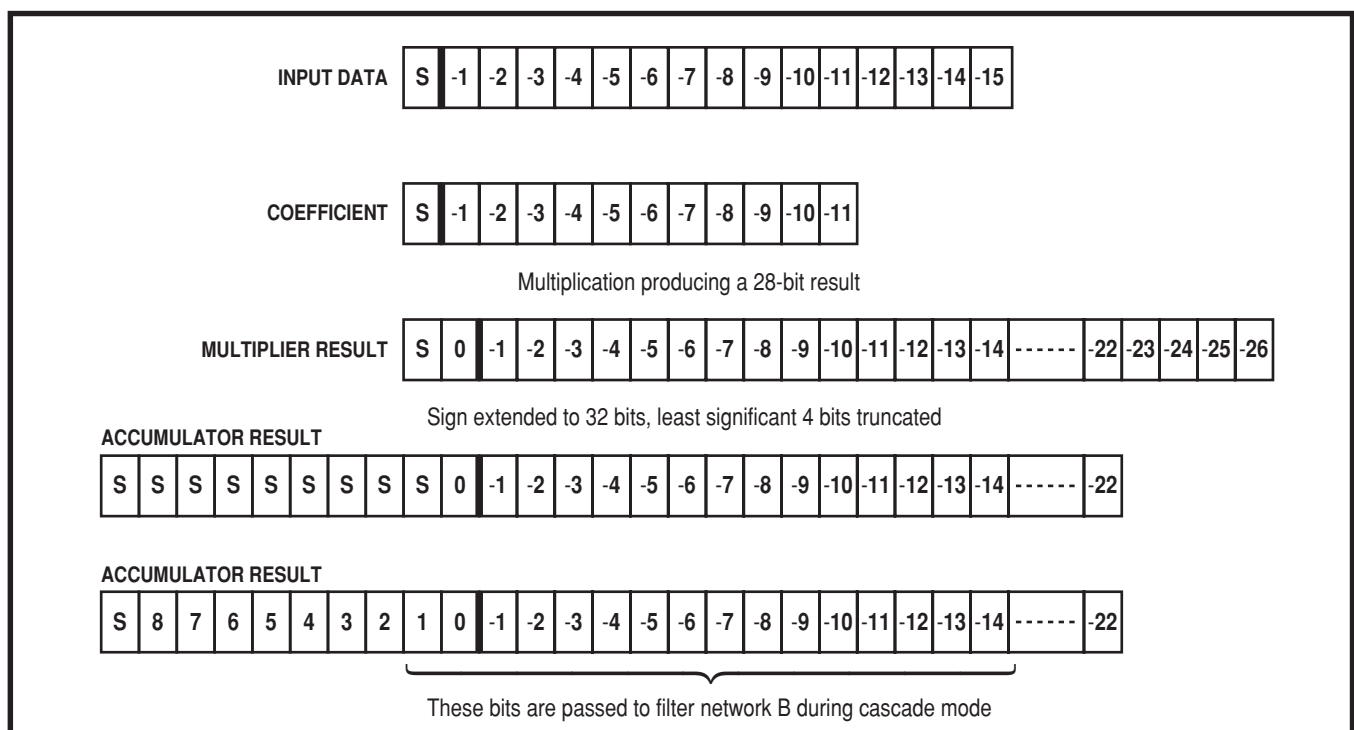 INPUT DATA S -1 -2 -3 -4 -5 -6 -7 -8 -9 -10 -11 -12 -13 -14 -15
COEFFICIENT S -1 -2 -3 -4 -5 -6 -7 -8 -9 -10 -11
Multiplication producing a 28-bit result
MULTIPLIER RESULT S 0 -1 -2 -3 -4 -5 -6 -7 -8 -9 -10 -11 -12 -13 -14 ------ -22 -23 -24 -25 -26
Sign extended to 32 bits, least significant 4 bits truncated
ACCUMULATOR RESULT
S S S S S S S S S 0 -1 -2 -3 -4 -5 -6 -7 -8 -9 -10 -11 -12 -13 -14 ------ -22
ACCUMULATOR RESULT
S 8 7 6 5 4 3 2 1 0 -1 -2 -3 -4 -5 -6 -7 -8 -9 -10 -11 -12 -13 -14 ------ -22
These bits are passed to filter network B during cascade mode